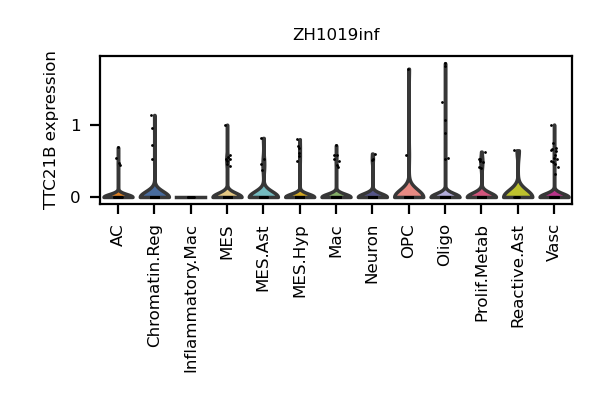 ZH1019inf
TTC21B expression
1
0
AC
Chromatin.Reg
Inflammatory.Mac
MES
MES.Ast
MES.Hyp
Mac
Neuron
OPC
Oligo
Prolif.Metab
Reactive.Ast
Vasc